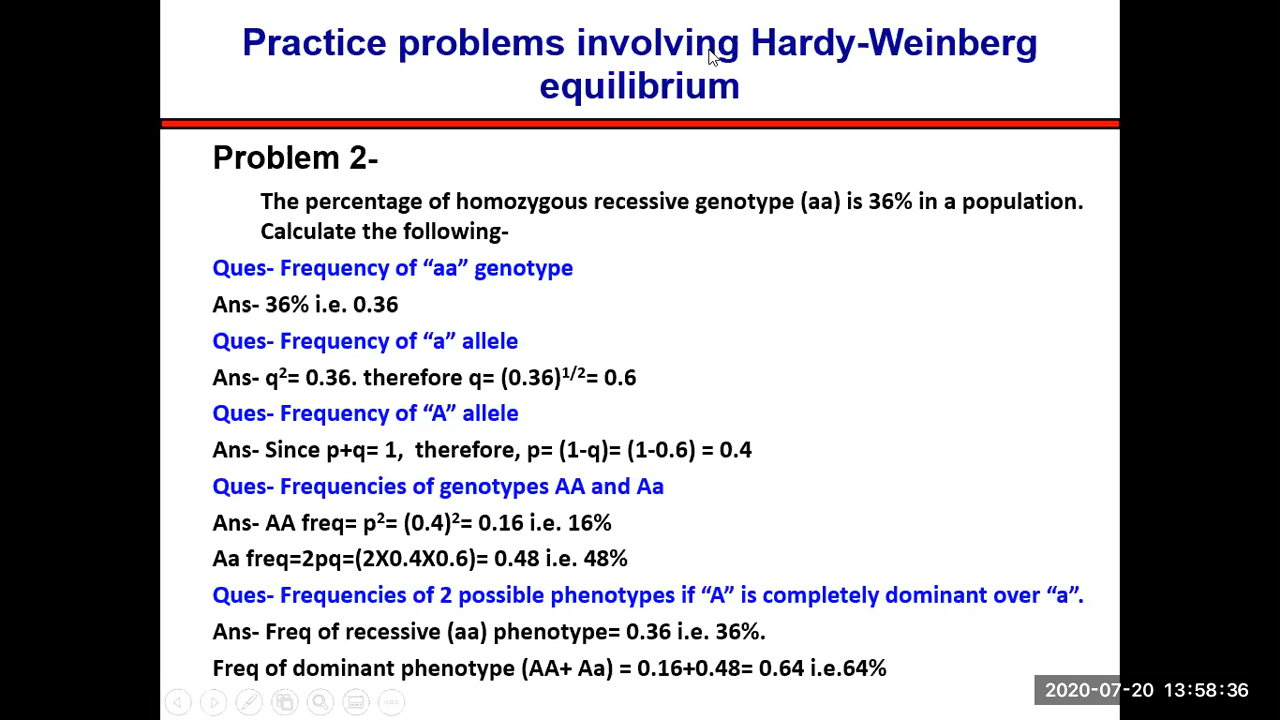 Practice problems involving Hardy-Weinberg
equilibrium
Problem 2-
The percentage of homozygous recessive genotype (aa) is 36% in a population.
Calculate the following-
Ques- Frequency of “aa” genotype
Ans- 36% i.e. 0.36
Ques- Frequency of “a” allele
Ans- q²= 0.36. therefore q= (0.36)¹/²= 0.6
Ques- Frequency of “A” allele
Ans- Since p+q= 1,  therefore, p= (1-q)= (1-0.6) = 0.4
Ques- Frequencies of genotypes AA and Aa
Ans- AA freq= p²= (0.4)²= 0.16 i.e. 16%
Aa freq=2pq=(2X0.4X0.6)= 0.48 i.e. 48%
Ques- Frequencies of 2 possible phenotypes if “A” is completely dominant over “a”.
Ans- Freq of recessive (aa) phenotype= 0.36 i.e. 36%.
Freq of dominant phenotype (AA+ Aa) = 0.16+0.48= 0.64 i.e.64%
2020-07-20 13:58:36